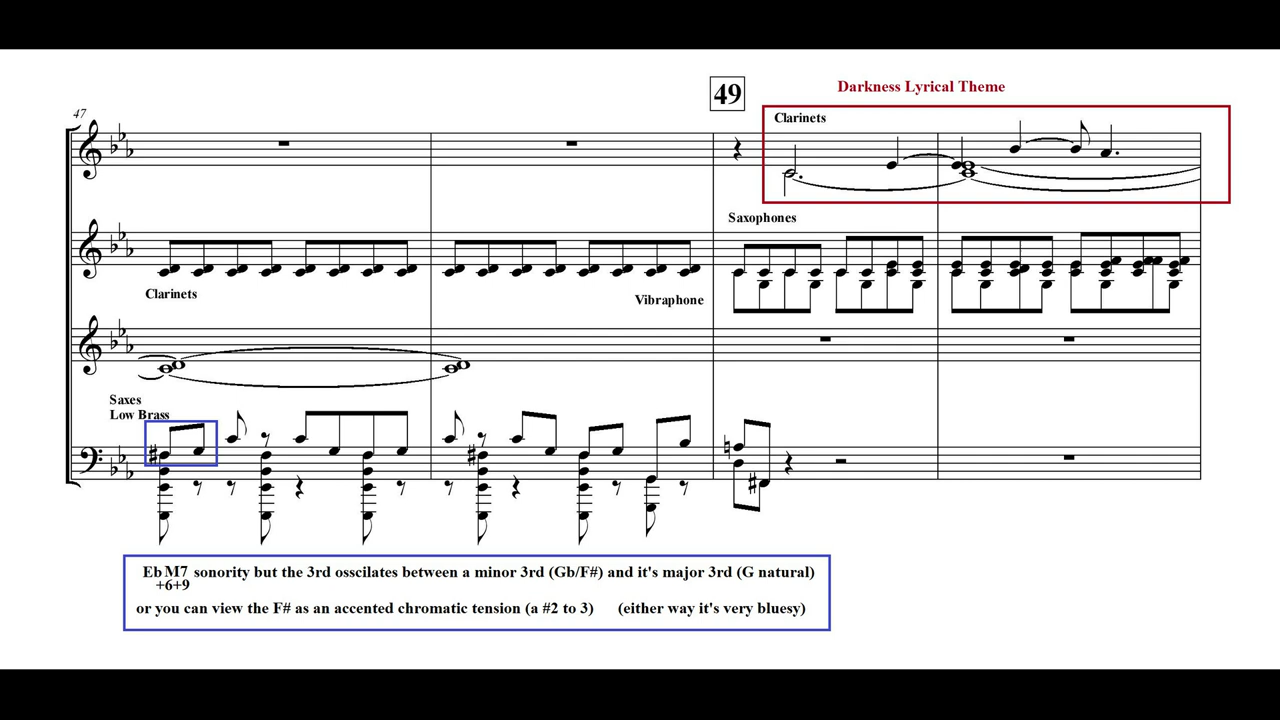 49
Darkness Lyrical Theme
47
Clarinets
Saxophones
Clarinets
Vibraphone
Saxes
Low Brass
Eb M7 sonority but the 3rd osscilates between a minor 3rd (Gb/F#) and it's major 3rd (G natural)
+6+9
or you can view the F# as an accented chromatic tension (a #2 to 3) (either way it's very bluesy)